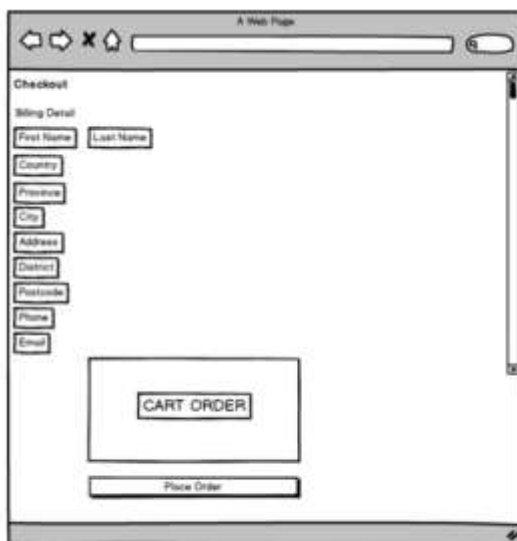 A Web Page
Checkout
Billing Detail
First Name Last Name
Country
Province
City
Address
District
Postcode
Phone
Email
CART ORDER
Place Order